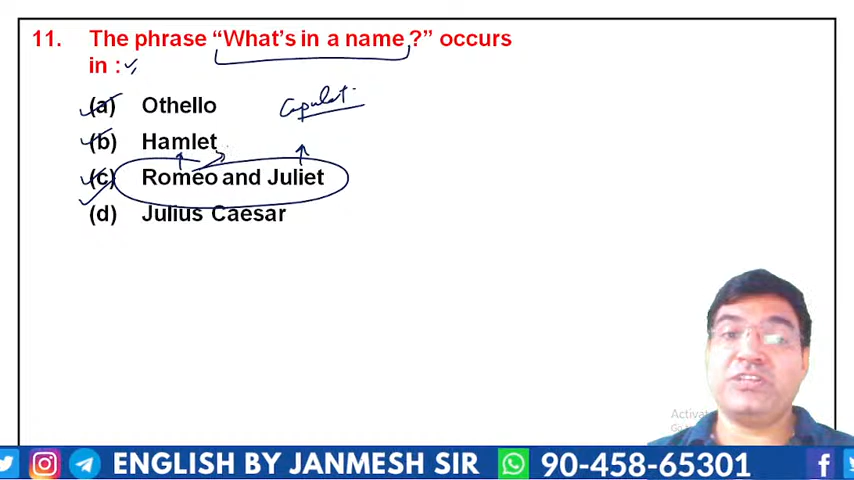 11. The phrase “What’s in a name ?” occurs
in :
(a) Othello
Capulet
(b) Hamlet
(c) Romeo and Juliet
(d) Julius Caesar
Activat
ENGLISH BY JANMESH SIR 90-458-65301